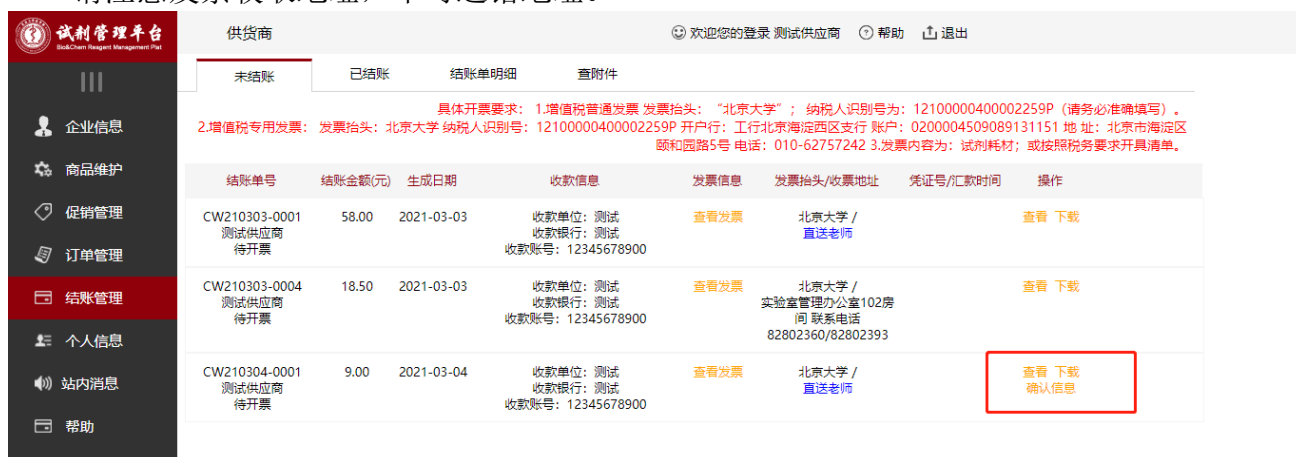 请注意发票收取地址，不可送错地址。
试剂管理平台
Bio&Chem Reagent Management Plat
供货商
欢迎您的登录 测试供应商 帮助 退出
未结账 已结账 结账单明细 查附件
企业信息
商品维护
促销管理
订单管理
结账管理
个人信息
站内消息
帮助
具体开票要求： 1.增值税普通发票 发票抬头： “北京大学”； 纳税人识别号为：12100000400002259P（请务必准确填写）。
2.增值税专用发票： 发票抬头：北京大学 纳税人识别号：12100000400002259P 开户行：工行北京海淀西区支行 账户：0200004509089131151 地 址：北京市海淀区
颐和园路5号 电话：010-62757242 3.发票内容为：试剂耗材；或按照税务要求开具清单。
结账单号 结账金额(元) 生成日期 收款信息 发票信息 发票抬头/收票地址 凭证号/汇款时间 操作
CW210303-0001 58.00 2021-03-03 收款单位：测试 查看发票 北京大学 / 查看 下载
测试供应商 收款银行：测试 直送老师
待开票 收款账号：12345678900
CW210303-0004 18.50 2021-03-03 收款单位：测试 查看发票 北京大学 / 查看 下载
测试供应商 收款银行：测试 实验室管理办公室102房
待开票 收款账号：12345678900 间 联系电话
82802360/82802393
CW210304-0001 9.00 2021-03-04 收款单位：测试 查看发票 北京大学 / 查看 下载
测试供应商 收款银行：测试 直送老师 确认信息
待开票 收款账号：12345678900